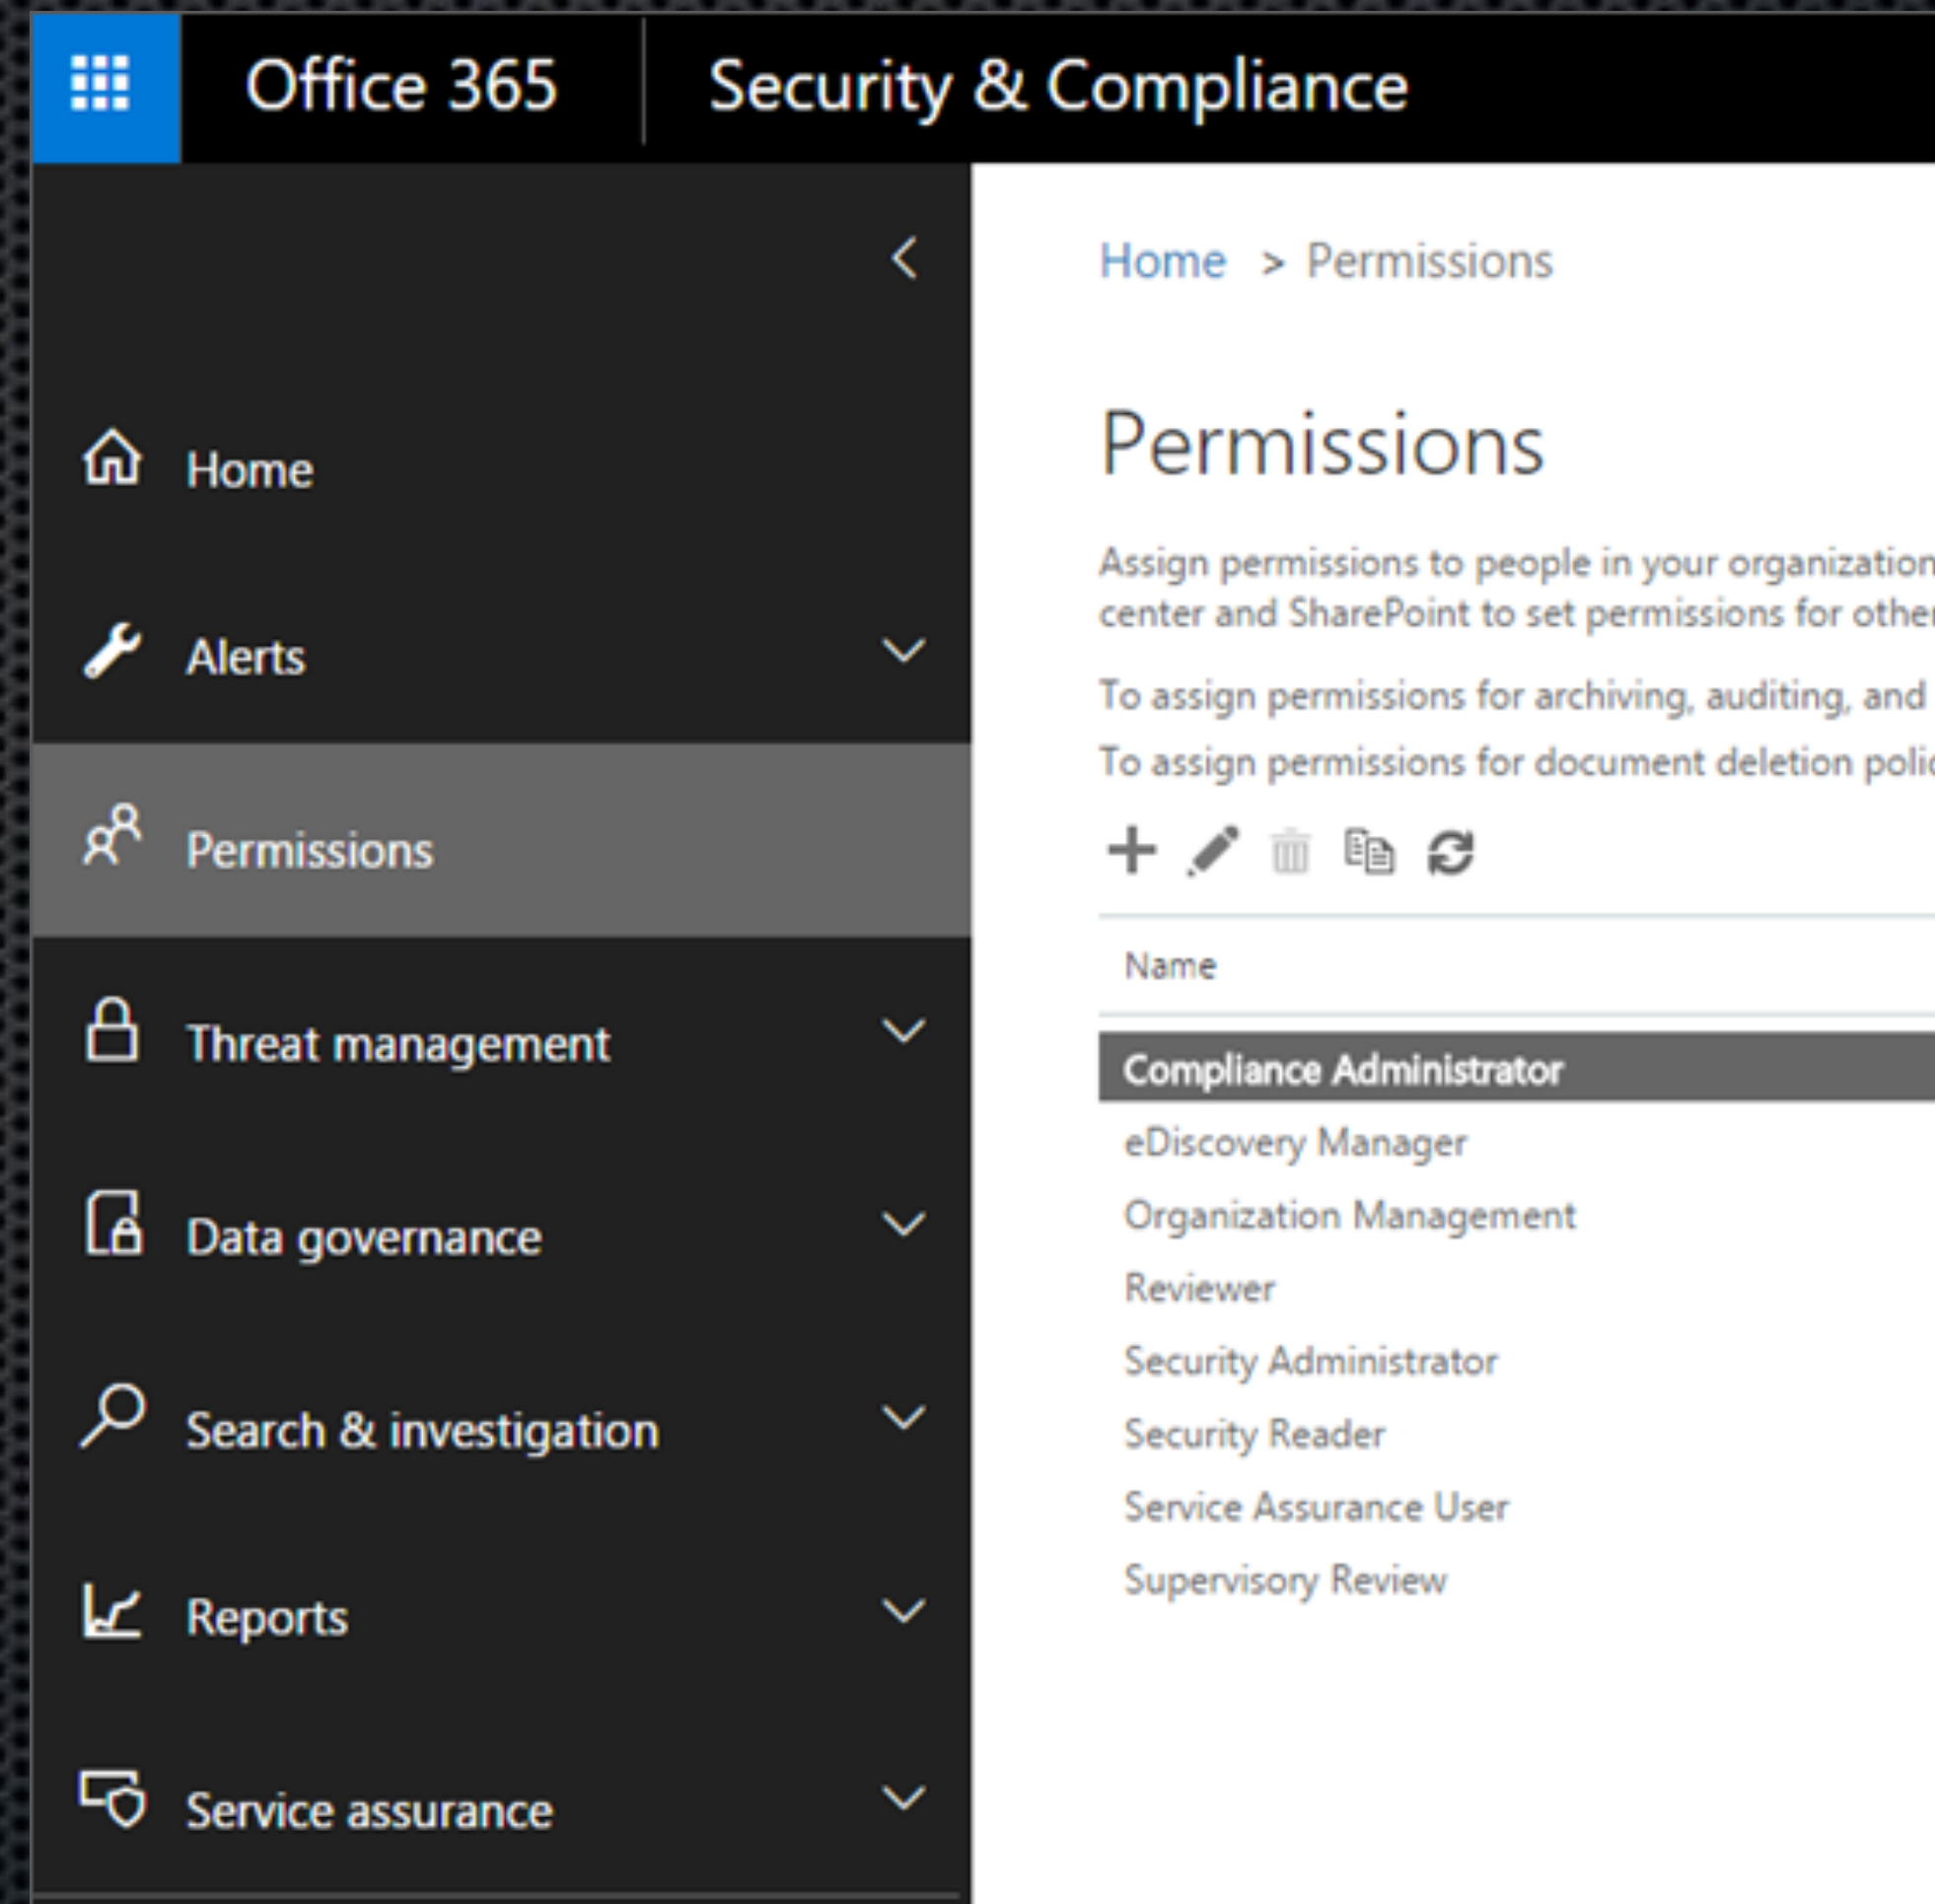 Office 365
Security & Compliance
Home
Alerts
Permissions
Threat management
Data governance
Search & investigation
Reports
Service assurance
Home > Permissions
Permissions
Assign permissions to people in your organization
center and SharePoint to set permissions for other
To assign permissions for archiving, auditing, and
To assign permissions for document deletion
Name
Compliance Administrator
eDiscovery Manager
Organization Management
Reviewer
Security Administrator
Security Reader
Service Assurance User
Supervisory Review